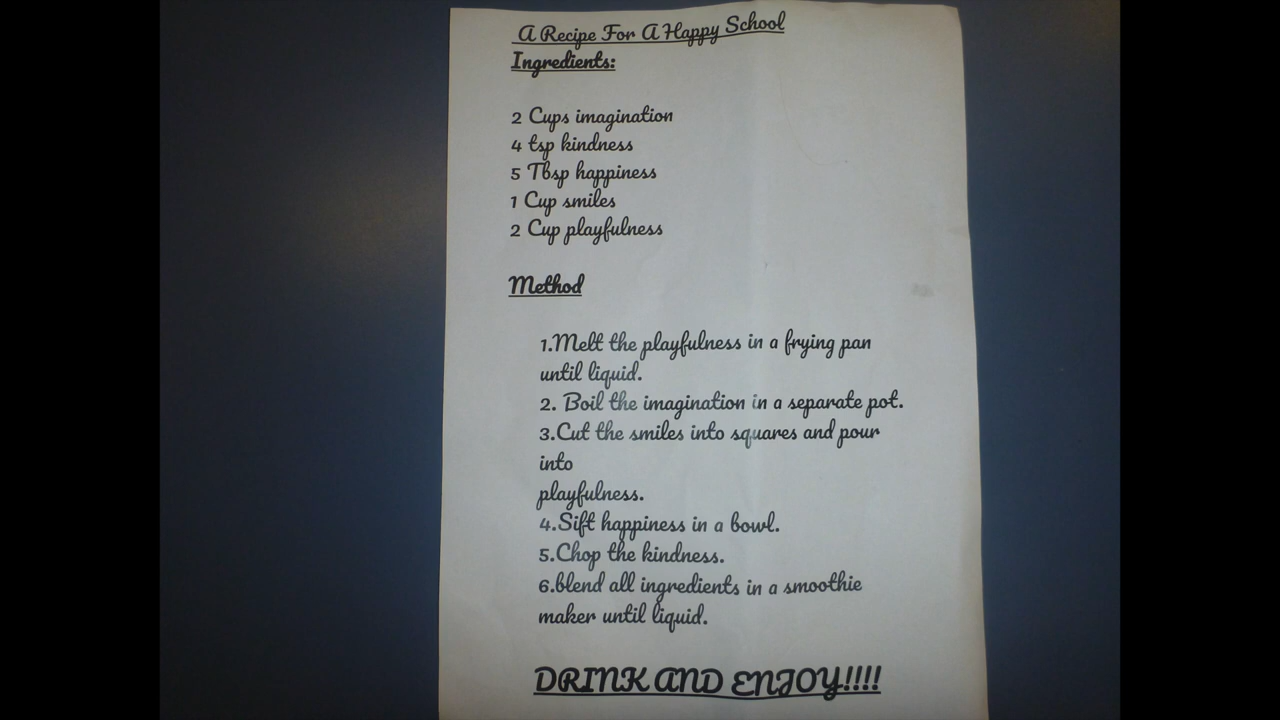 A Recipe For A Happy School
Ingredients:
2 Cups imagination
4 tsp kindness
5 Tbsp happiness
1 Cup smiles
2 Cup playfulness
Method
1.Melt the playfulness in a frying pan
until liquid.
2. Boil the imagination in a separate pot.
3.Cut the smiles into squares and pour
into
playfulness.
4.Sift happiness in a bowl.
5.Chop the kindness.
6.blend all ingredients in a smoothie
maker until liquid.
DRINK AND ENJOY!!!!